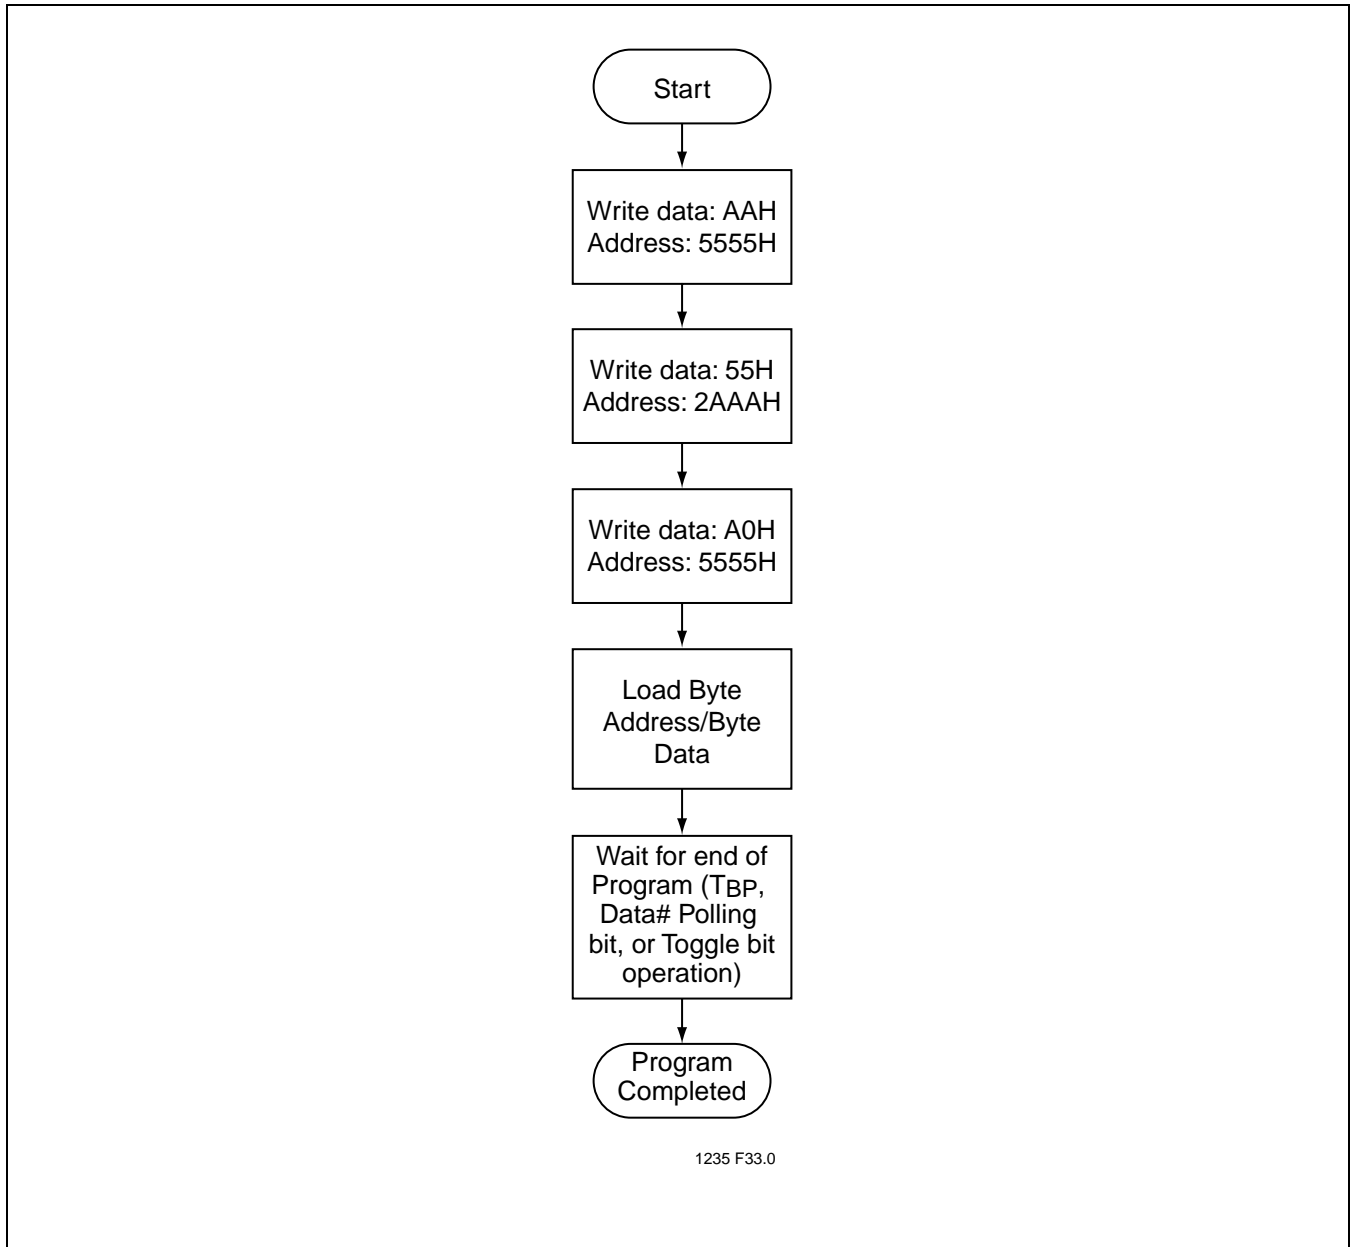 Start
Write data: AAH
Address: 5555H
Write data: 55H
Address: 2AAAH
Write data: A0H
Address: 5555H
Load Byte
Address/Byte
Data
Wait for end of
Program (TBP,
Data# Polling
bit, or Toggle bit
operation)
Program
Completed
1235 F33.0